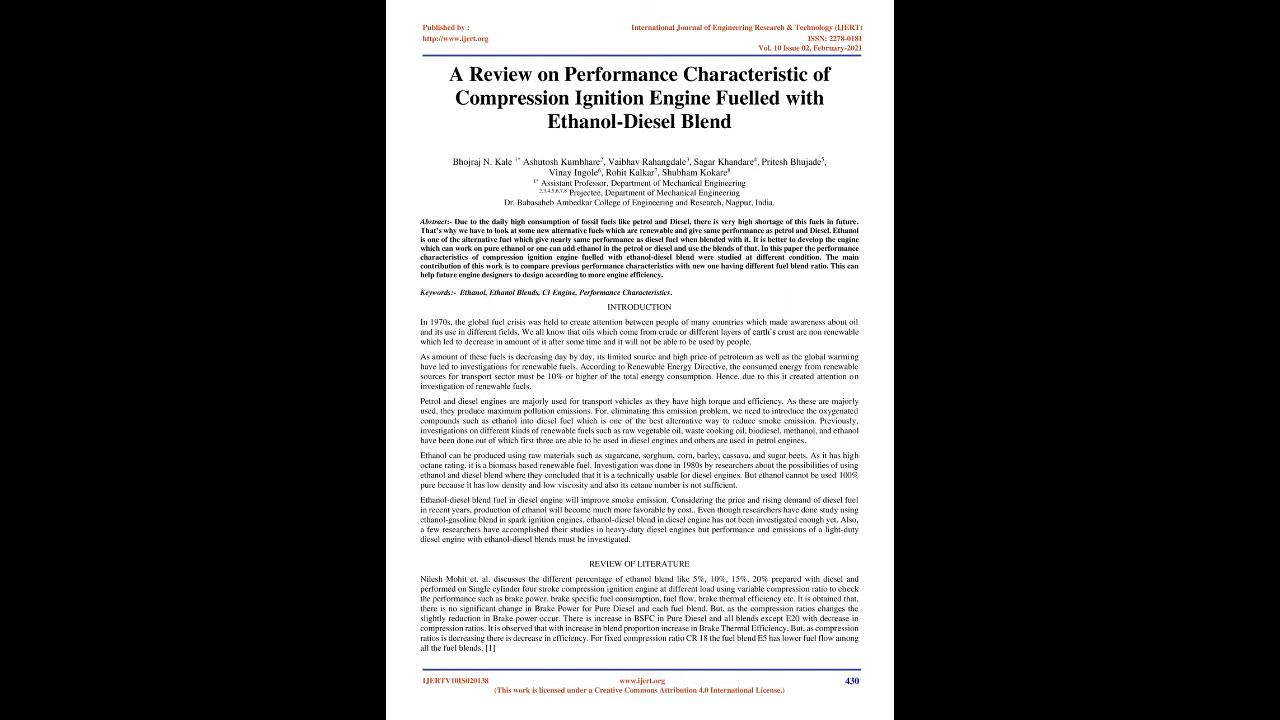 Published by :
International Journal of Engineering Research & Technology (IJERT)
http://www.ijert.org
ISSN: 2278-0181
Vol. 10 Issue 02, February-2021
A Review on Performance Characteristic of
Compression Ignition Engine Fuelled with
Ethanol-Diesel Blend
Bhojraj N. Kale 1* Ashutosh Kumbhare2, Vaibhav Rahangdale3, Sagar Khandare4, Pritesh Bhujade5,
Vinay Ingole6, Rohit Kalkar7, Shubham Kokare8
1* Assistant Professor, Department of Mechanical Engineering
2,3,4,5,6,7,8 Projectee, Department of Mechanical Engineering
Dr. Babasaheb Ambedkar College of Engineering and Research, Nagpur, India.
Abstract:- Due to the daily high consumption of fossil fuels like petrol and Diesel, there is very high shortage of this fuels in future.
That's why we have to look at some new alternative fuels which are renewable and give same performance as petrol and Diesel. Ethanol
is one of the alternative fuel which give nearly same performance as diesel fuel when blended with it. It is better to develop the engine
which can work on pure ethanol or one can add ethanol in the petrol or diesel and use the blends of that. In this paper the performance
characteristics of compression ignition engine fuelled with ethanol-diesel blend were studied at different condition. The main
contribution of this work is to compare previous performance characteristics with new one having different fuel blend ratio. This can
help future engine designers to design according to more engine efficiency.
Keywords:- Ethanol, Ethanol Blends, CI Engine, Performance Characteristics.
INTRODUCTION
In 1970s, the global fuel crisis was held to create attention between people of many countries which made awareness about oil
and its use in different fields. We all know that oils which come from crude or different layers of earth's crust are non renewable
which led to decrease in amount of it after some time and it will not be able to be used by people.
As amount of these fuels is decreasing day by day, its limited source and high price of petroleum as well as the global warming
have led to investigations for renewable fuels. According to Renewable Energy Directive, the consumed energy from renewable
sources for transport sector must be 10% or higher of the total energy consumption. Hence, due to this it created attention on
investigation of renewable fuels.
Petrol and diesel engines are majorly used for transport vehicles as they have high torque and efficiency. As these are majorly
used, they produce maximum pollution emissions. For, eliminating this emission problem, we need to introduce the oxygenated
compounds such as ethanol into diesel fuel which is one of the best alternative way to reduce smoke emission. Previously,
investigations on different kinds of renewable fuels such as raw vegetable oil, waste cooking oil, biodiesel, methanol, and ethanol
have been done out of which first three are able to be used in diesel engines and others are used in petrol engines.
Ethanol can be produced using raw materials such as sugarcane, sorghum, corn, barley, cassava, and sugar beets. As it has high
octane rating, it is a biomass based renewable fuel. Investigation was done in 1980s by researchers about the possibilities of using
ethanol and diesel blend where they concluded that it is a technically usable for diesel engines. But ethanol cannot be used 100%
pure because it has low density and low viscosity and also its cetane number is not sufficient.
Ethanol-diesel blend fuel in diesel engine will improve smoke emission. Considering the price and rising demand of diesel fuel
in recent years, production of ethanol will become much more favorable by cost.. Even though researchers have done study using
ethanol-gasoline blend in spark ignition engines, ethanol-diesel blend in diesel engine has not been investigated enough yet. Also,
a few researchers have accomplished their studies in heavy-duty diesel engines but performance and emissions of a light-duty
diesel engine with ethanol-diesel blends must be investigated.
REVIEW OF LITERATURE
Nilesh Mohit et. al. discusses the different percentage of ethanol blend like 5%, 10%, 15%, 20% prepared with diesel and
performed on Single cylinder four stroke compression ignition engine at different load using variable compression ratio to check
the performance such as brake power, brake specific fuel consumption, fuel flow, brake thermal efficiency etc. It is obtained that,
there is no significant change in Brake Power for Pure Diesel and each fuel blend. But, as the compression ratios changes the
slightly reduction in Brake power occur. There is increase in BSFC in Pure Diesel and all blends except E20 with decrease in
compression ratios. It is observed that with increase in blend proportion increase in Brake Thermal Efficiency. But, as compression
ratios is decreasing there is decrease in efficiency. For fixed compression ratio CR 18 the fuel blend E5 has lower fuel flow among
all the fuel blends. [1]
IJERTV10IS020138
www.ijert.org
430
(This work is licensed under a Creative Commons Attribution 4.0 International License.)